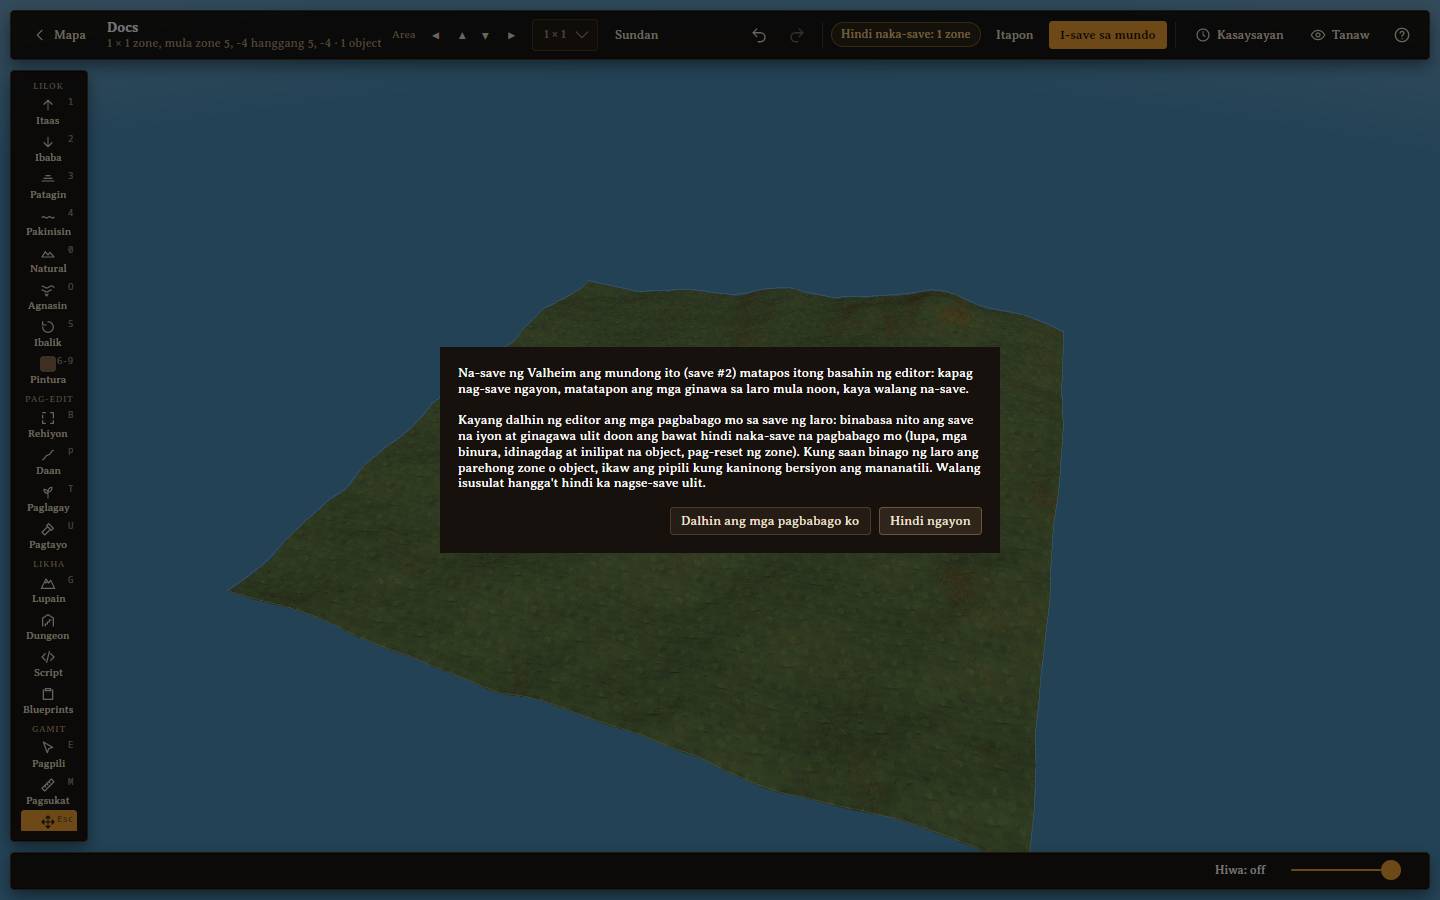 Mapa
Docs
1 × 1 zone, mula zone 5, -4 hanggang 5, -4 · 1 object
Area
1 × 1
Sundan
Hindi naka-save: 1 zone
Itapon
I-save sa mundo
Kasaysayan
Tanaw
LILOK
1
Itaas
2
Ibaba
3
Patagin
4
Pakinisin
0
Natural
O
Agnasin
5
Ibalik
6-9
Pintura
PAG-EDIT
B
Rehiyon
P
Daan
T
Paglagay
U
Pagtayo
LIKHA
G
Lupain
Dungeon
Script
Blueprints
GAMIT
E
Pagpili
M
Pagsukat
Esc
Na-save ng Valheim ang mundong ito (save #2) matapos itong basahin ng editor: kapag
nag-save ngayon, matatapon ang mga ginawa sa laro mula noon, kaya walang na-save.
Kayang dalhin ng editor ang mga pagbabago mo sa save ng laro: binabasa nito ang save
na iyon at ginagawa ulit doon ang bawat hindi naka-save na pagbabago mo (lupa, mga
binura, idinagdag at inilipat na object, pag-reset ng zone). Kung saan binago ng laro ang
parehong zone o object, ikaw ang pipili kung kaninong bersiyon ang mananatili. Walang
isusulat hangga't hindi ka nagse-save ulit.
Dalhin ang mga pagbabago ko
Hindi ngayon
Hiwa: off